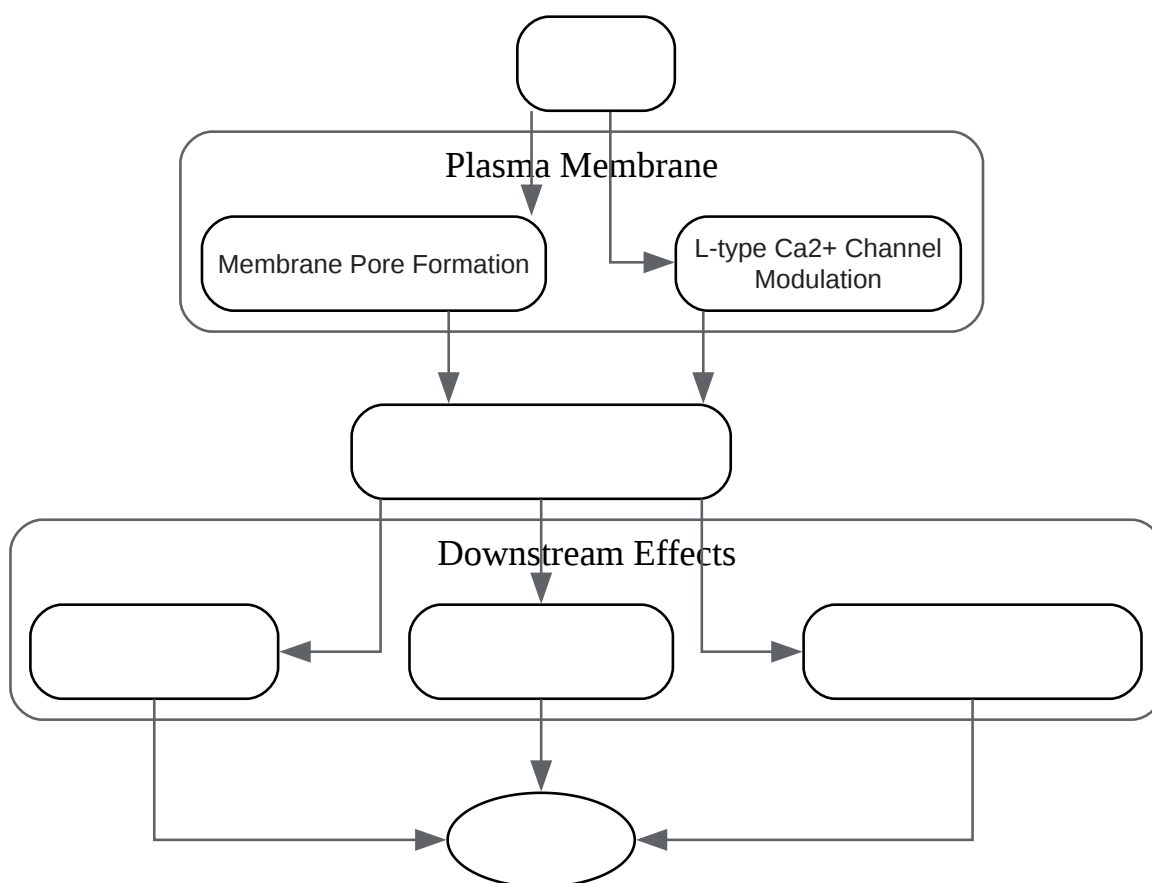 Plasma Membrane
Membrane Pore Formation
L-type Ca2+ Channel
Modulation
Downstream Effects